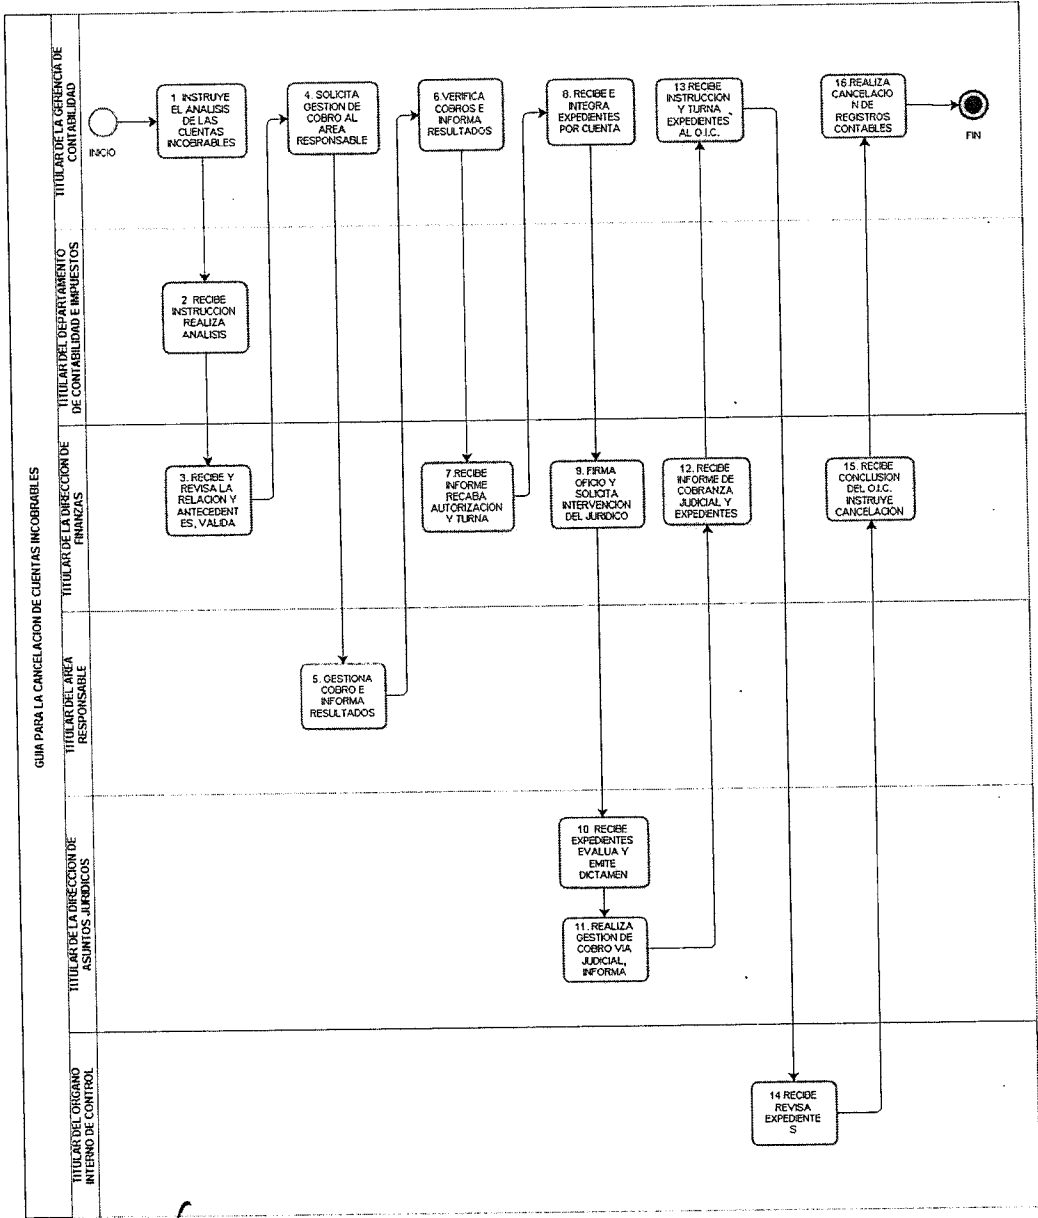 GUIA PARA LA CANCELACION DE CUENTAS INCOBRABLES
TITULAR DE LA GERENCIA DE
CONTABILIDAD
INICIO
1 INSTRUYE
EL ANALISIS
DE LAS
CUENTAS
INCOBRABLES
4. SOLICITA
GESTION DE
COBRO AL
AREA
RESPONSABLE
6.VERIFICA
COBROS E
INFORMA
RESULTADOS
8. RECIBE E
INTEGRA
EXPEDIENTES
POR CUENTA
13 RECIBE
INSTRUCCION
Y TURNA
EXPEDIENTES
AL O.I.C.
16.REALIZA
CANCELACIO
N DE
REGISTROS
CONTABLES
FIN
TITULAR DEL DEPARTAMENTO
DE CONTABILIDAD E IMPUESTOS
2 RECIBE
INSTRUCCION
REALIZA
ANALISIS
TITULAR DE LA DIRECCION DE
FINANZAS
3. RECIBE Y
REVISA LA
RELACION Y
ANTECEDENT
ES, VALIDA
7.RECIBE
INFORME
RECABA
AUTORIZACION
Y TURNA
9. FIRMA
OFICIO Y
SOLICITA
INTERVENCION
DEL JURIDICO
12. RECIBE
INFORME DE
COBRANZA
JUDICIAL Y
EXPEDIENTES
15. RECIBE
CONCLUSION
DEL O.I.C.
INSTRUYE
CANCELACION
TITULAR DEL AREA
RESPONSABLE
5. GESTIONA
COBRO E
INFORMA
RESULTADOS
TITULAR DE LA DIRECCION DE
ASUNTOS JURIDICOS
10 RECIBE
EXPEDIENTES
EVALUA Y
EMITE
DICTAMEN
11. REALIZA
GESTION DE
COBRO VIA
JUDICIAL,
INFORMA
TITULAR DEL ORGANO
INTERNO DE CONTROL
14 RECIBE
REVISA
EXPEDIENTE
S